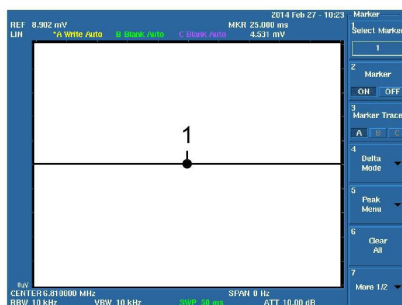 2014 Feb 27 - 10:23
REF 8.902 mV MKR 25.000 ms
LIN *A Write Auto B Blank Auto C Blank Auto 4.531 mV
1
0uV
CENTER 6.810000 MHz SPAN 0 Hz
RBW 10 kHz VBW 10 kHz SWP 50 ms ATT 10.00 dB
Marker
1
Select Marker
1
2
Marker
ON OFF
3
Marker Trace
A B C
4
Delta
Mode
5
Peak
Menu
6
Clear
All
7
More 1/2